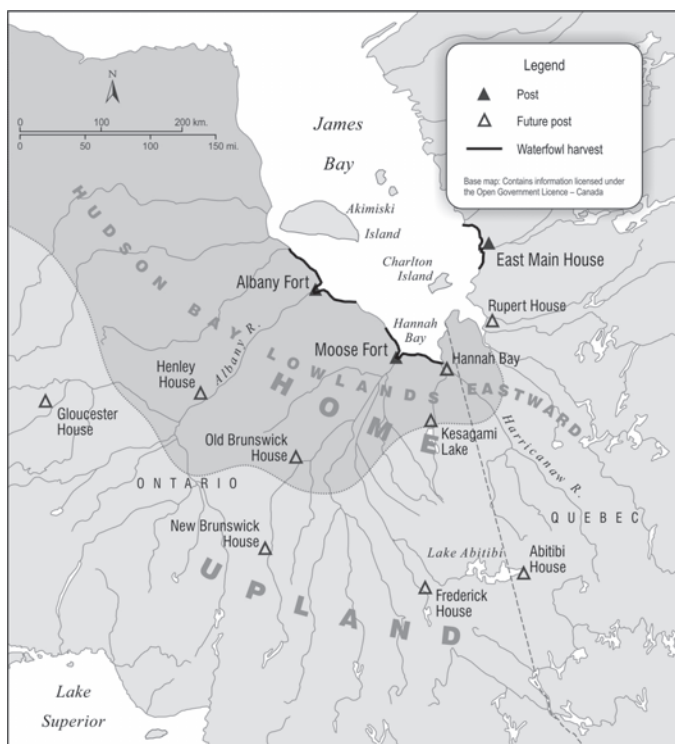 N
0 100 200 km.
0 50 150 mi.
Legend
Post
Future post
Waterfowl harvest
Base map: Contains information licensed under
the Open Government Licence – Canada
James
Bay
Akimiski
Island
HUDSON BAY LOWLANDS
Charlton
Island
East Main House
Albany Fort
Rupert House
Hannah
Bay
Moose Fort
Hannah Bay
Albany R.
Henley
House
HOME
EASTWARD
Gloucester
House
Kesagami
Lake
Harricanaw R.
Old Brunswick
House
ONTARIO
QUEBEC
New Brunswick
House
Lake Abitibi
Abitibi
House
UPLAND
Frederick
House
Lake
Superior